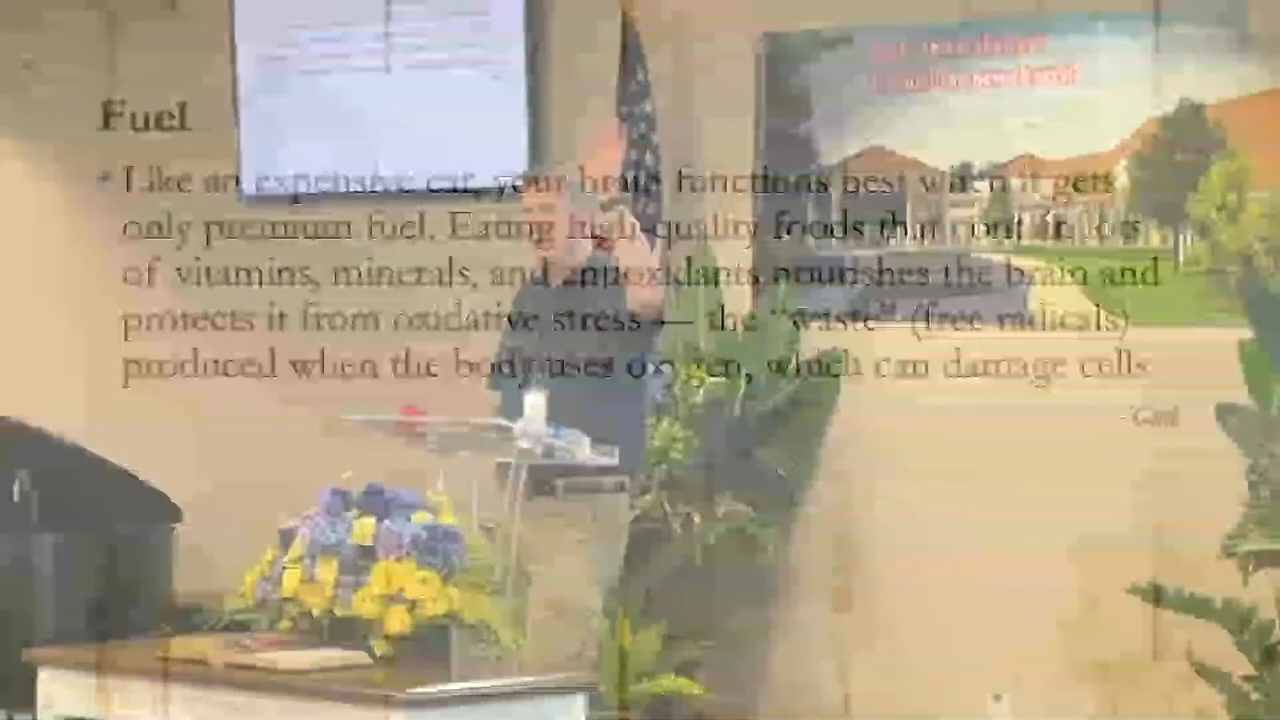 Fuel
• Like an expensive car, your brain functions best when it gets
only premium fuel. Eating high-quality foods that contain lots
of vitamins, minerals, and antioxidants nourishes the brain and
protects it from oxidative stress — the "waste" (free radicals)
produced when the body uses oxygen, which can damage cells